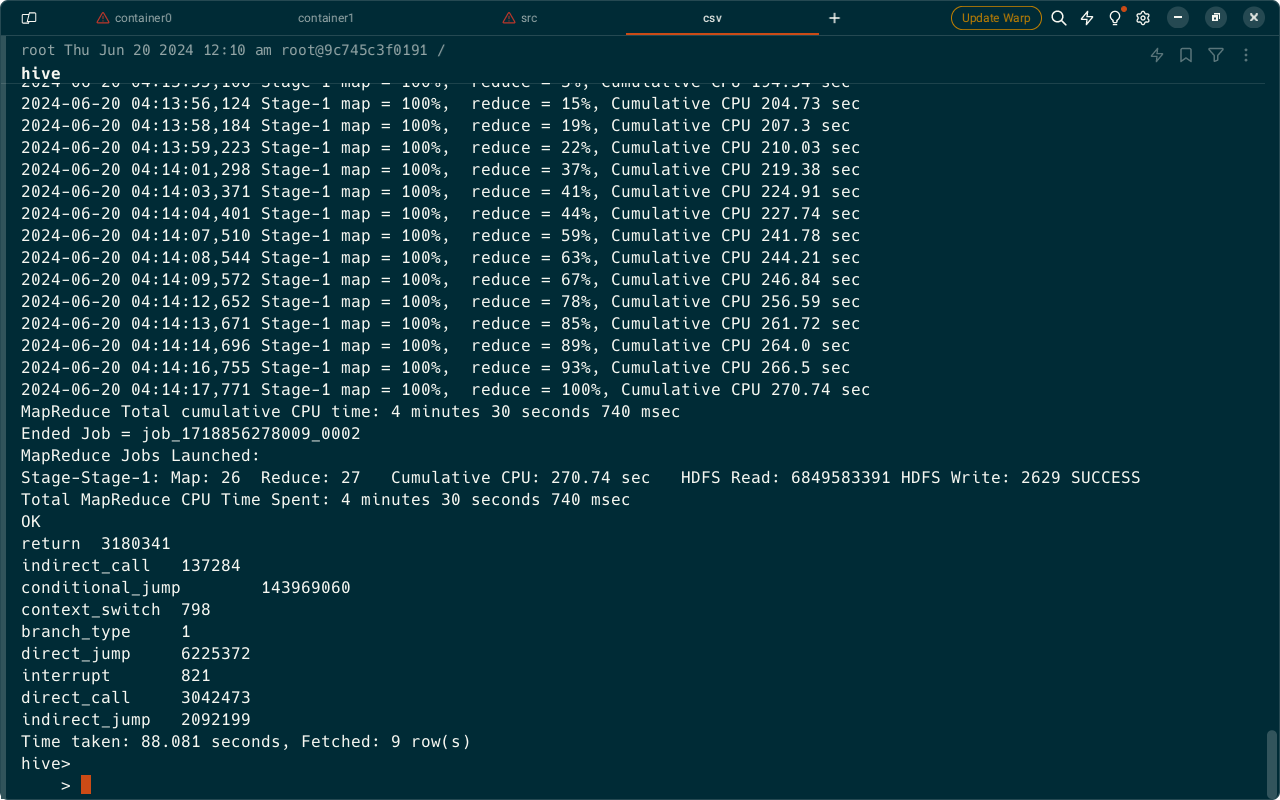 container0 container1 src csv + Update Warp
root Thu Jun 20 2024 12:10 am root@9c745c3f0191 /
hive
2024-06-20 04:13:56,124 Stage-1 map = 100%,  reduce = 15%, Cumulative CPU 204.73 sec
2024-06-20 04:13:58,184 Stage-1 map = 100%,  reduce = 19%, Cumulative CPU 207.3 sec
2024-06-20 04:13:59,223 Stage-1 map = 100%,  reduce = 22%, Cumulative CPU 210.03 sec
2024-06-20 04:14:01,298 Stage-1 map = 100%,  reduce = 37%, Cumulative CPU 219.38 sec
2024-06-20 04:14:03,371 Stage-1 map = 100%,  reduce = 41%, Cumulative CPU 224.91 sec
2024-06-20 04:14:04,401 Stage-1 map = 100%,  reduce = 44%, Cumulative CPU 227.74 sec
2024-06-20 04:14:07,510 Stage-1 map = 100%,  reduce = 59%, Cumulative CPU 241.78 sec
2024-06-20 04:14:08,544 Stage-1 map = 100%,  reduce = 63%, Cumulative CPU 244.21 sec
2024-06-20 04:14:09,572 Stage-1 map = 100%,  reduce = 67%, Cumulative CPU 246.84 sec
2024-06-20 04:14:12,652 Stage-1 map = 100%,  reduce = 78%, Cumulative CPU 256.59 sec
2024-06-20 04:14:13,671 Stage-1 map = 100%,  reduce = 85%, Cumulative CPU 261.72 sec
2024-06-20 04:14:14,696 Stage-1 map = 100%,  reduce = 89%, Cumulative CPU 264.0 sec
2024-06-20 04:14:16,755 Stage-1 map = 100%,  reduce = 93%, Cumulative CPU 266.5 sec
2024-06-20 04:14:17,771 Stage-1 map = 100%,  reduce = 100%, Cumulative CPU 270.74 sec
MapReduce Total cumulative CPU time: 4 minutes 30 seconds 740 msec
Ended Job = job_1718856278009_0002
MapReduce Jobs Launched:
Stage-Stage-1: Map: 26  Reduce: 27   Cumulative CPU: 270.74 sec   HDFS Read: 6849583391 HDFS Write: 2629 SUCCESS
Total MapReduce CPU Time Spent: 4 minutes 30 seconds 740 msec
OK
return  3180341
indirect_call   137284
conditional_jump        143969060
context_switch  798
branch_type     1
direct_jump     6225372
interrupt       821
direct_call     3042473
indirect_jump   2092199
Time taken: 88.081 seconds, Fetched: 9 row(s)
hive>
    >